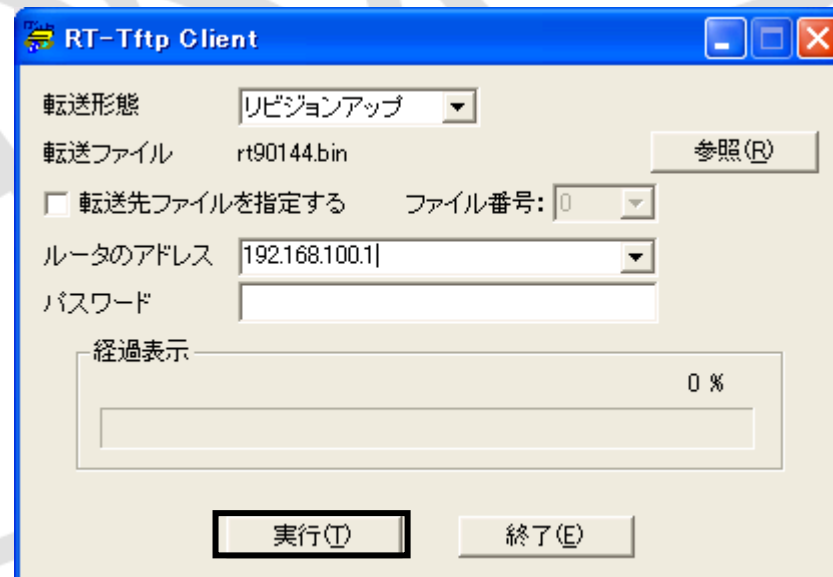 RT-Tftp Client
転送形態 リビジョンアップ
転送ファイル rt90144.bin 参照(R)
転送先ファイルを指定する ファイル番号: 0
ルータのアドレス 192.168.100.1
パスワード
経過表示
0 %
実行(T) 終了(E)